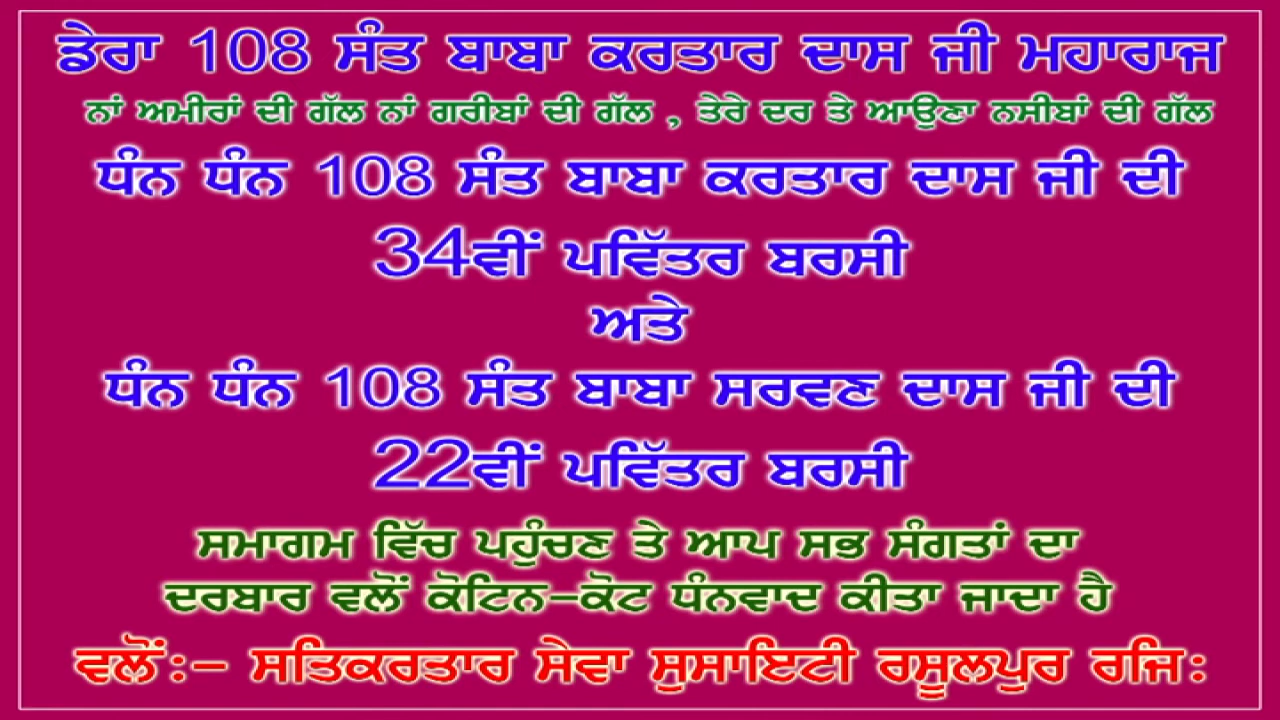 ਡੇਰਾ 108 ਸੰਤ ਬਾਬਾ ਕਰਤਾਰ ਦਾਸ ਜੀ ਮਹਾਰਾਜ
ਨਾਂ ਅਮੀਰਾਂ ਦੀ ਗੱਲ ਨਾਂ ਗਰੀਬਾਂ ਦੀ ਗੱਲ , ਤੇਰੇ ਦਰ ਤੇ ਆਉਣਾ ਨਸੀਬਾਂ ਦੀ ਗੱਲ
ਧੰਨ ਧੰਨ 108 ਸੰਤ ਬਾਬਾ ਕਰਤਾਰ ਦਾਸ ਜੀ ਦੀ
34ਵੀਂ ਪਵਿੱਤਰ ਬਰਸੀ
ਅਤੇ
ਧੰਨ ਧੰਨ 108 ਸੰਤ ਬਾਬਾ ਸਰਵਣ ਦਾਸ ਜੀ ਦੀ
22ਵੀਂ ਪਵਿੱਤਰ ਬਰਸੀ
ਸਮਾਗਮ ਵਿੱਚ ਪਹੁੰਚਣ ਤੇ ਆਪ ਸਭ ਸੰਗਤਾਂ ਦਾ
ਦਰਬਾਰ ਵਲੋਂ ਕੋਟਿਨ-ਕੋਟ ਧੰਨਵਾਦ ਕੀਤਾ ਜਾਦਾ ਹੈ
ਵਲੋਂ:- ਸਤਿਕਰਤਾਰ ਸੇਵਾ ਸੁਸਾਇਟੀ ਰਸੂਲਪੁਰ ਰਜਿ: